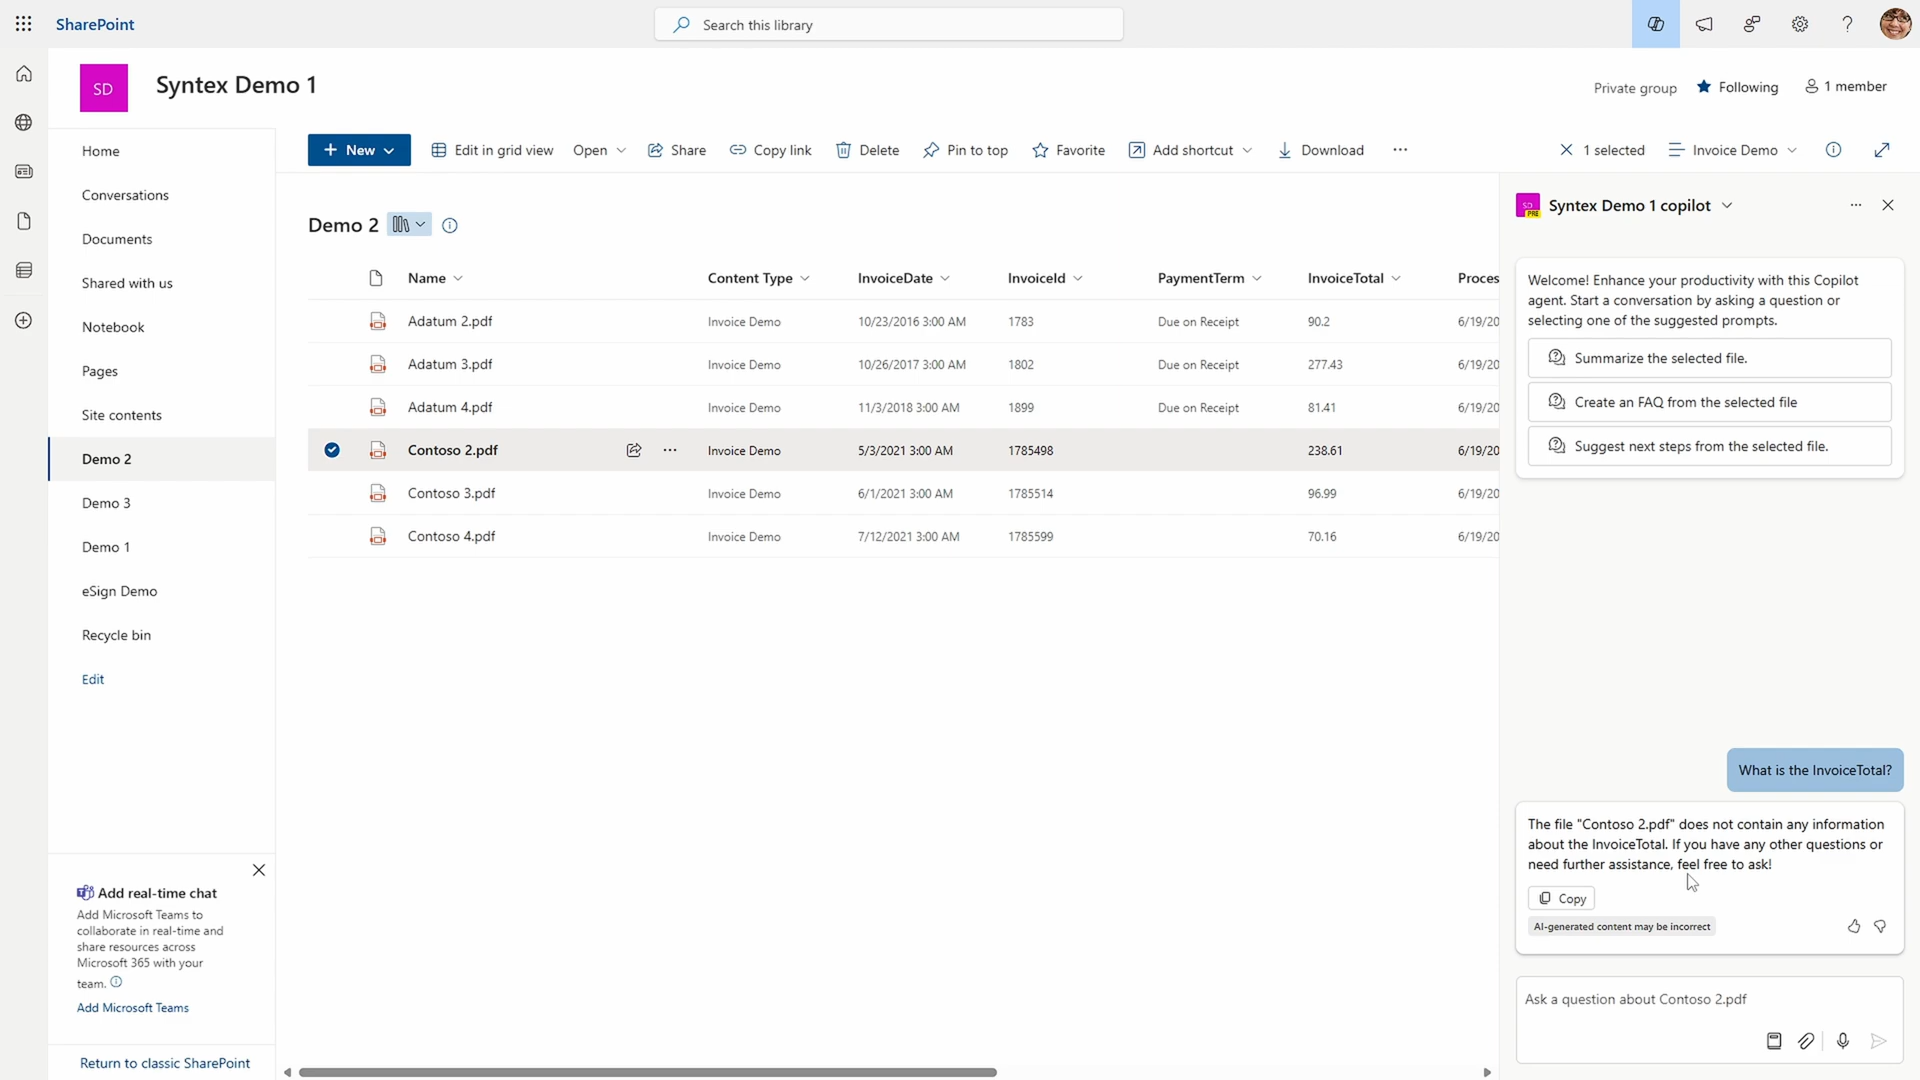 SharePoint
Search this library
SD
Syntex Demo 1
Private group
Following
1 member
Home
Conversations
Documents
Shared with us
Notebook
Pages
Site contents
Demo 2
Demo 3
Demo 1
eSign Demo
Recycle bin
Edit
Add real-time chat
Add Microsoft Teams to
collaborate in real-time and
share resources across
Microsoft 365 with your
team.
Add Microsoft Teams
Return to classic SharePoint
New
Edit in grid view
Open
Share
Copy link
Delete
Pin to top
Favorite
Add shortcut
Download
1 selected
Invoice Demo
Demo 2
Name Content Type InvoiceDate InvoiceId PaymentTerm InvoiceTotal Proces
Adatum 2.pdf Invoice Demo 10/23/2016 3:00 AM 1783 Due on Receipt 90.2 6/19/20
Adatum 3.pdf Invoice Demo 10/26/2017 3:00 AM 1802 Due on Receipt 277.43 6/19/20
Adatum 4.pdf Invoice Demo 11/3/2018 3:00 AM 1899 Due on Receipt 81.41 6/19/20
Contoso 2.pdf Invoice Demo 5/3/2021 3:00 AM 1785498 238.61 6/19/20
Contoso 3.pdf Invoice Demo 6/1/2021 3:00 AM 1785514 96.99 6/19/20
Contoso 4.pdf Invoice Demo 7/12/2021 3:00 AM 1785599 70.16 6/19/20
SD
PRE
Syntex Demo 1 copilot
Welcome! Enhance your productivity with this Copilot
agent. Start a conversation by asking a question or
selecting one of the suggested prompts.
Summarize the selected file.
Create an FAQ from the selected file
Suggest next steps from the selected file.
What is the InvoiceTotal?
The file "Contoso 2.pdf" does not contain any information
about the InvoiceTotal. If you have any other questions or
need further assistance, feel free to ask!
Copy
AI-generated content may be incorrect
Ask a question about Contoso 2.pdf